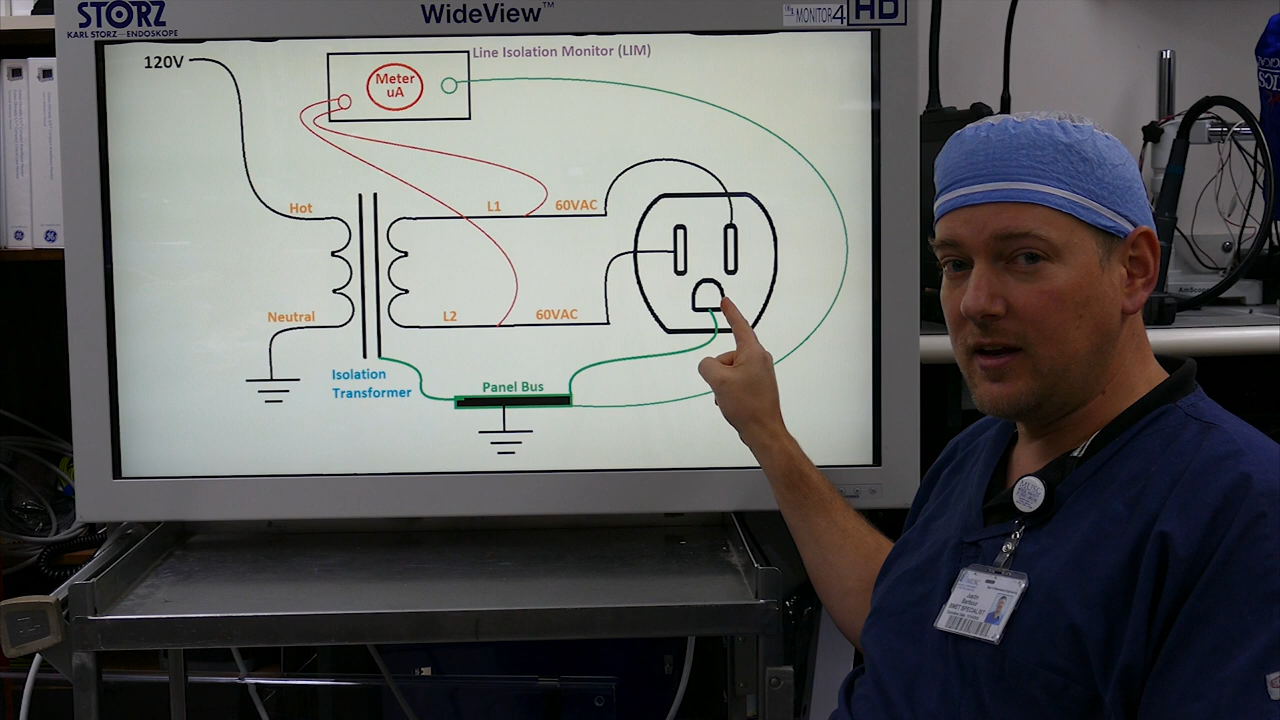 STORZ
KARL STORZ—ENDOSKOPE
WideView™
MONITOR4
HD
120V
Line Isolation Monitor (LIM)
Meter
uA
Hot
L1
60VAC
Neutral
L2
60VAC
Isolation
Transformer
Panel Bus